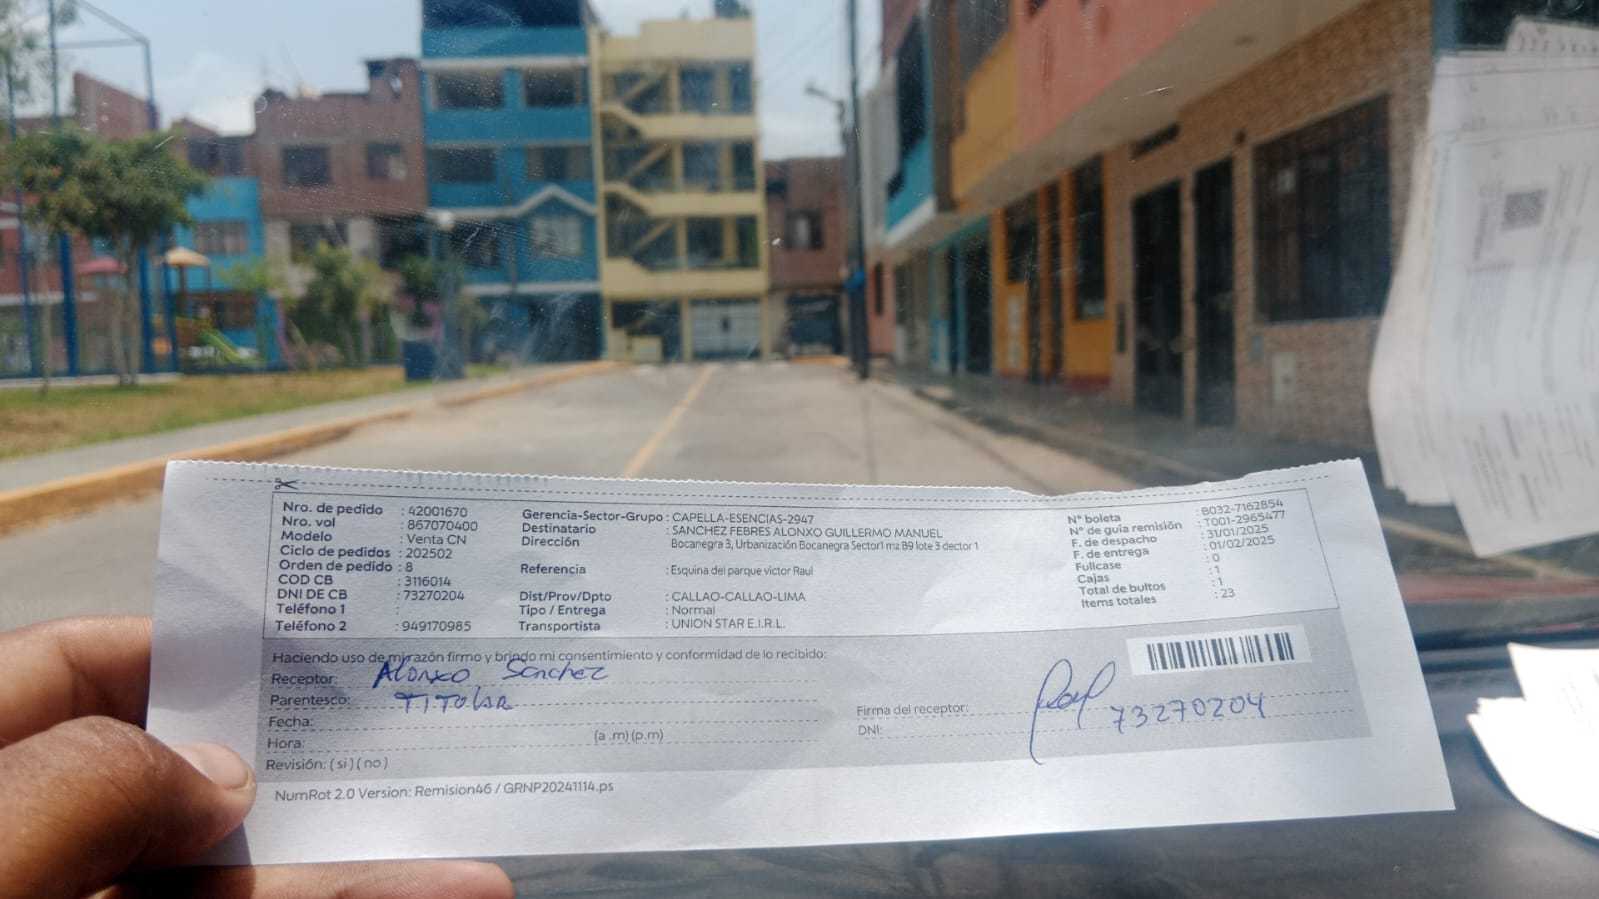 Nro. de pedido : 42001670
Nro. vol : 867070400
Modelo : Venta CN
Ciclo de pedidos : 202502
Orden de pedido : 8
COD CB : 3116014
DNI DE CB : 73270204
Teléfono 1 :
Teléfono 2 : 949170985
Gerencia-Sector-Grupo : CAPELLA-ESENCIAS-2947
Destinatario : SANCHEZ FEBRES ALONXO GUILLERMO MANUEL
Dirección Bocanegra 3, Urbanización Bocanegra Sector1 mz B9 lote 3 dector 1
Referencia : Esquina del parque victor Raul
Dist/Prov/Dpto : CALLAO-CALLAO-LIMA
Tipo / Entrega : Normal
Transportista : UNION STAR E.I.R.L.
N° boleta : B032-7162854
N° de guía remisión : T001-2965477
F. de despacho : 31/01/2025
F. de entrega : 01/02/2025
Fullcase : 0
Cajas : 1
Total de bultos : 1
Items totales : 23
Haciendo uso de mi razón firmo y brindo mi consentimiento y conformidad de lo recibido:
Receptor: Alonxo Sanchez
Parentesco: TITULAR
Fecha:
Hora: (a .m) (p.m)
Revisión: ( si ) ( no )
Firma del receptor:
DNI: 73270204
NumRot 2.0 Version: Remision46 / GRNP20241114.ps